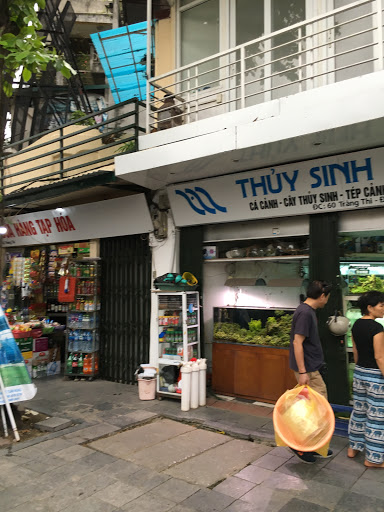 HÀNG TẠP HÓA
THỦY SINH
CÁ CẢNH - CÂY THỦY SINH - TÉP CẢNH
ĐC: 60 Tràng Thi - Đ